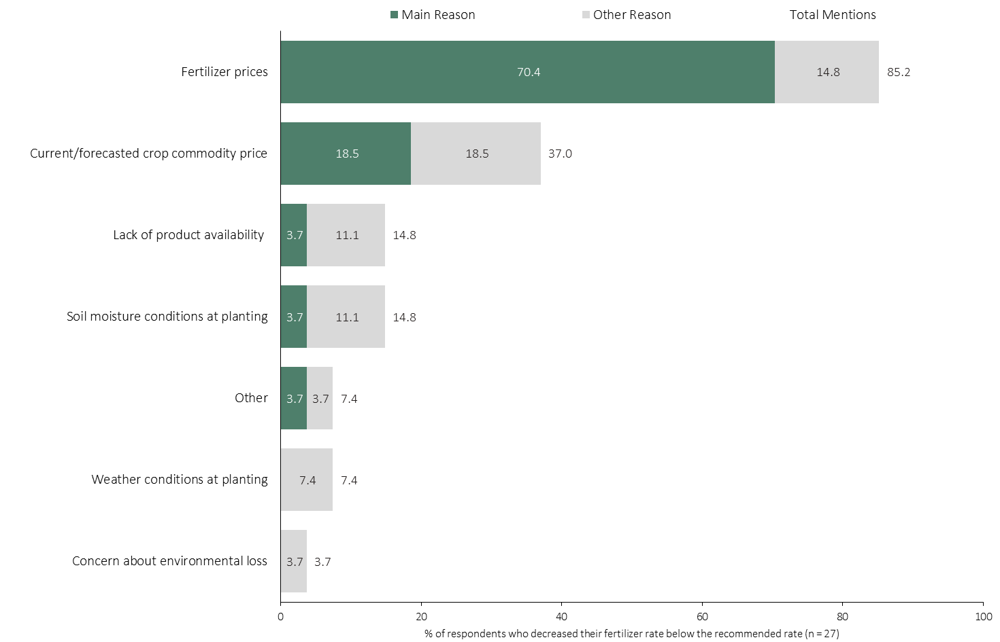 Main Reason Other Reason Total Mentions
Fertilizer prices 70.4 14.8 85.2
Current/forecasted crop commodity price 18.5 18.5 37.0
Lack of product availability 3.7 11.1 14.8
Soil moisture conditions at planting 3.7 11.1 14.8
Other 3.7 3.7 7.4
Weather conditions at planting 7.4 7.4
Concern about environmental loss 3.7 3.7
0 20 40 60 80 100
% of respondents who decreased their fertilizer rate below the recommended rate (n = 27)